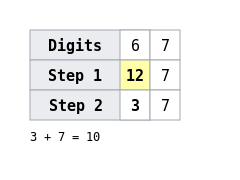 Digits 6 7
Step 1 12 7
Step 2 3 7
3 + 7 = 10